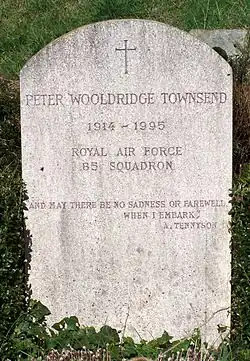 PETER WOOLDRIDGE TOWNSEND
1914 - 1995
ROYAL AIR FORCE
85 SQUADRON
AND MAY THERE BE NO SADNESS OR FAREWELL,
WHEN I EMBARK,
A. TENNYSON